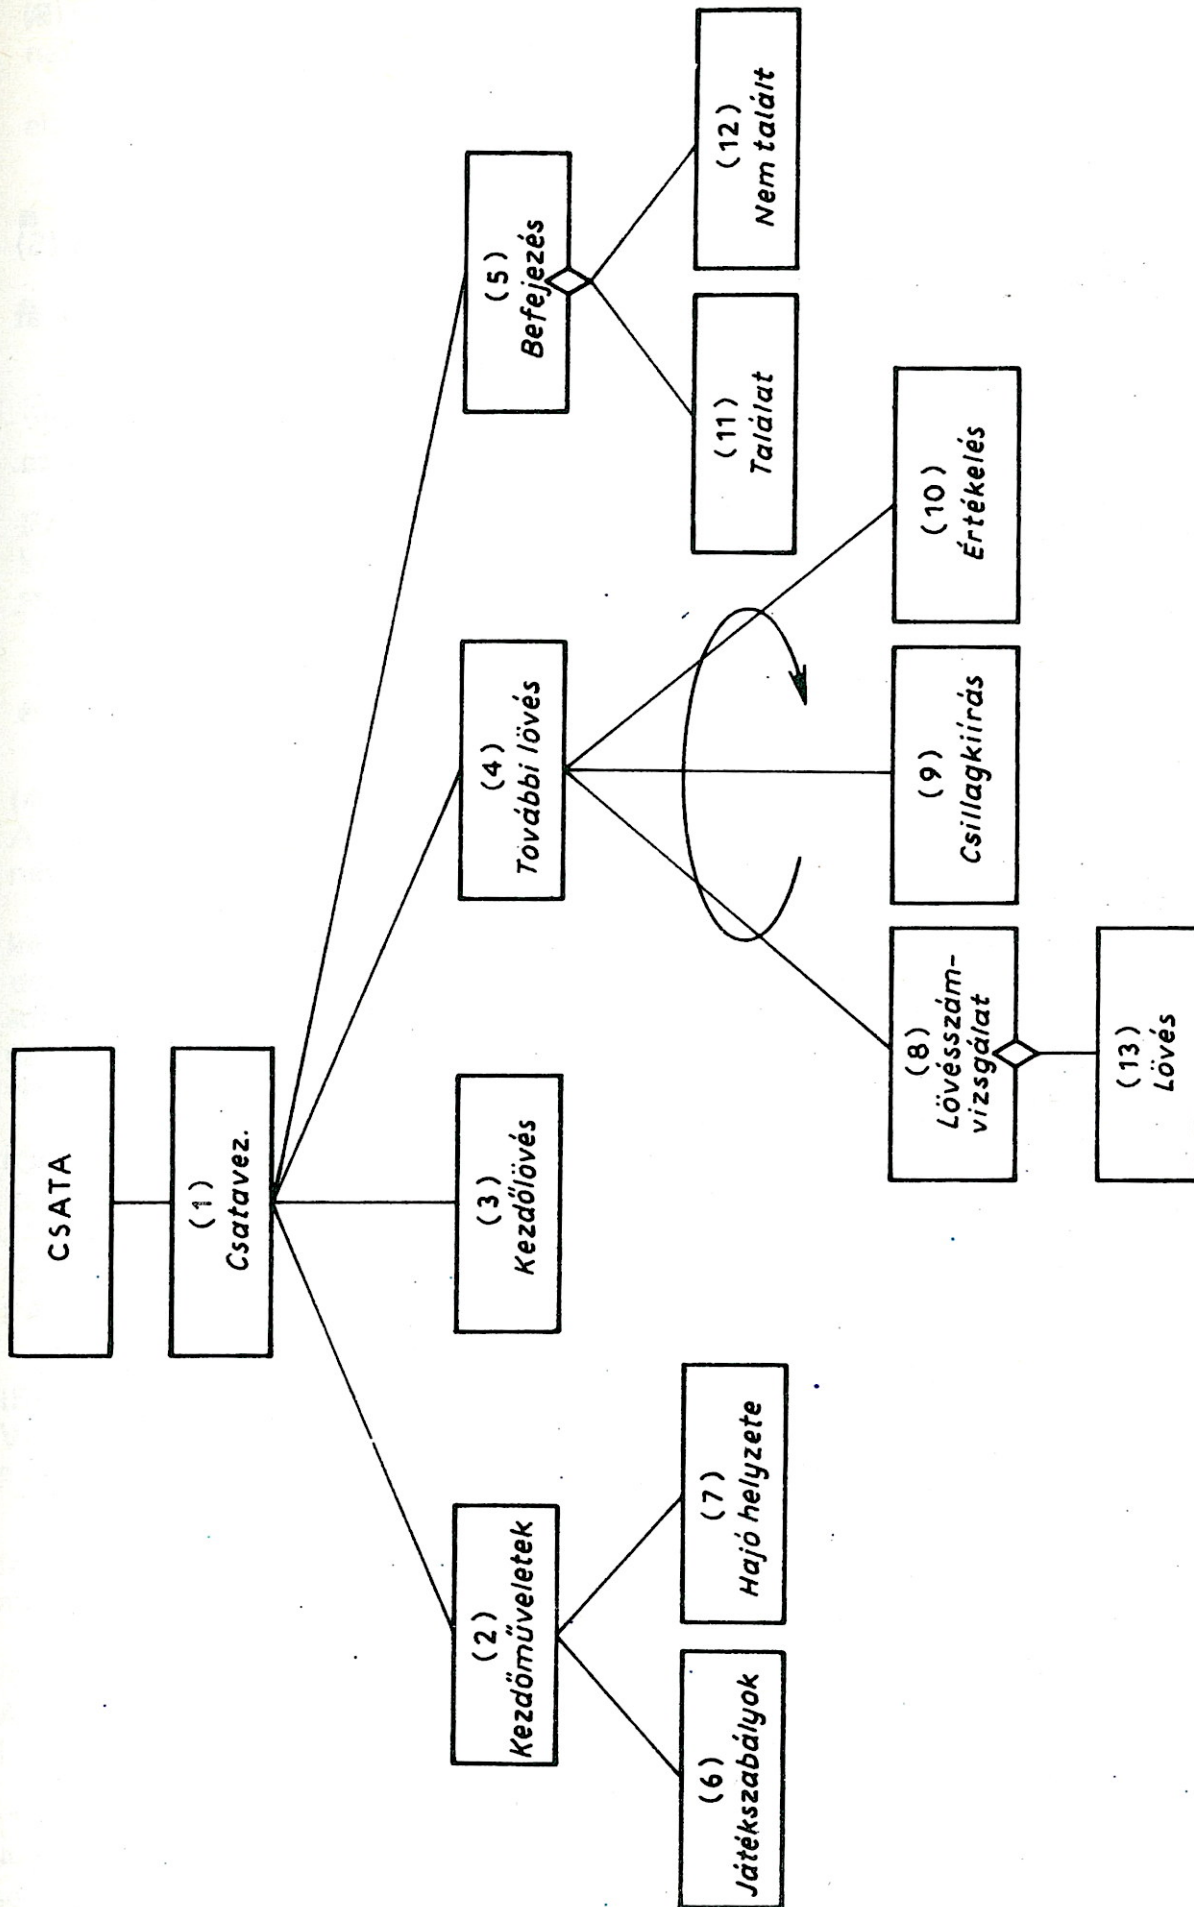 CSATA
(1)
Csatavez.
(2)
Kezdőműveletek
(3)
Kezdőlövés
(4)
További lövés
(5)
Befejezés
(6)
Játékszabályok
(7)
Hajó helyzete
(8)
Lövésszám-
vizsgálat
(9)
Csillagkiírás
(10)
Értékelés
(11)
Találat
(12)
Nem talált
(13)
Lövés